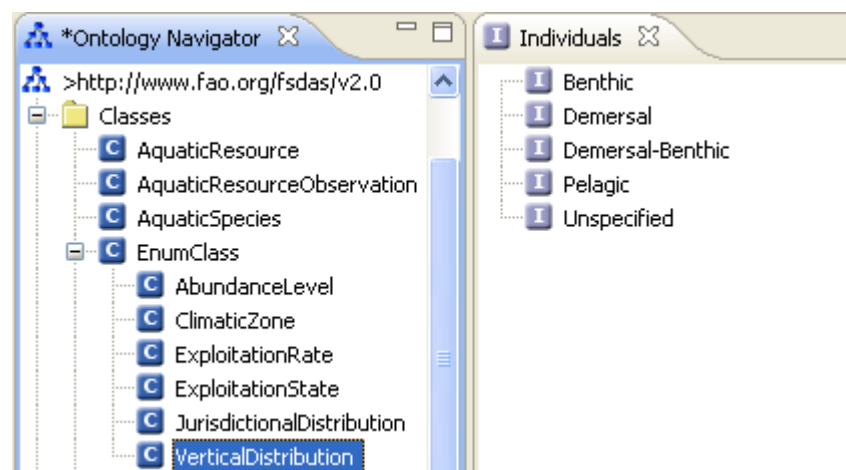 *Ontology Navigator
>http://www.fao.org/fsdas/v2.0
Classes
C AquaticResource
C AquaticResourceObservation
C AquaticSpecies
C EnumClass
C AbundanceLevel
C ClimaticZone
C ExploitationRate
C ExploitationState
C JurisdictionalDistribution
C VerticalDistribution
I Individuals
I Benthic
I Demersal
I Demersal-Benthic
I Pelagic
I Unspecified